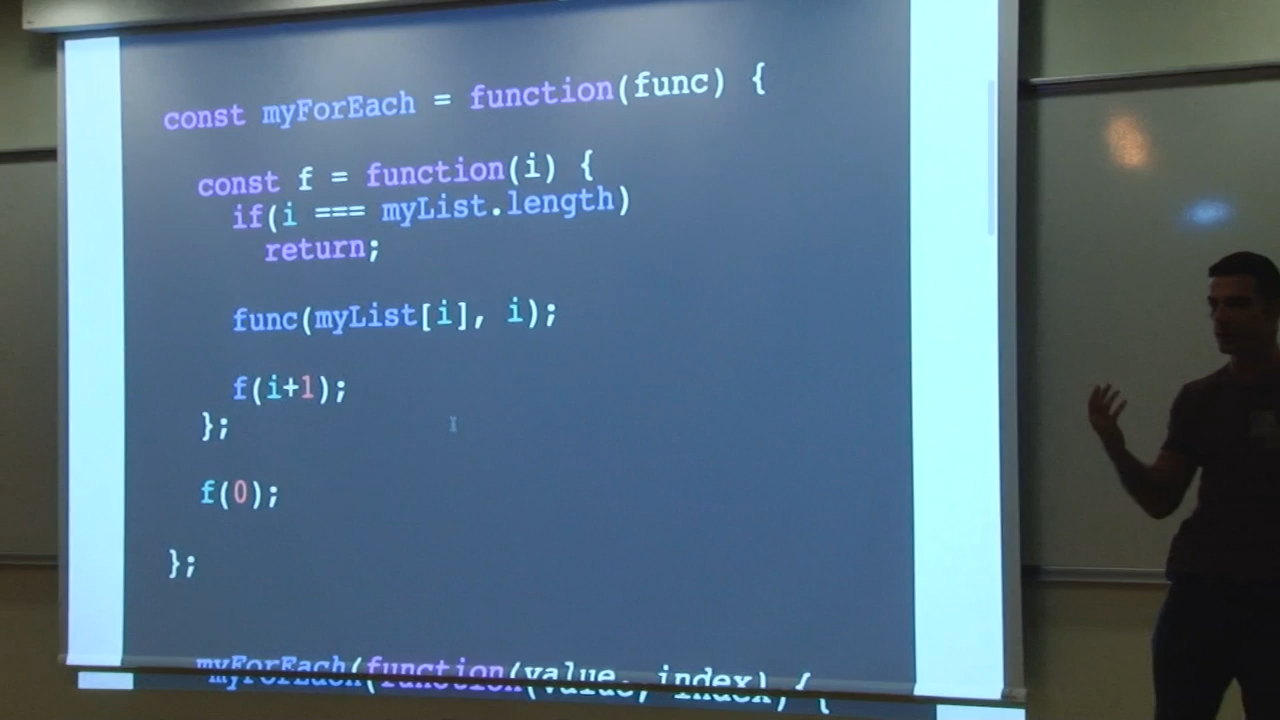 const myForEach = function(func) {
const f = function(i) {
if(i === myList.length)
return;
func(myList[i], i);
f(i+1);
};
f(0);
};
myForEach(function(value, index) {